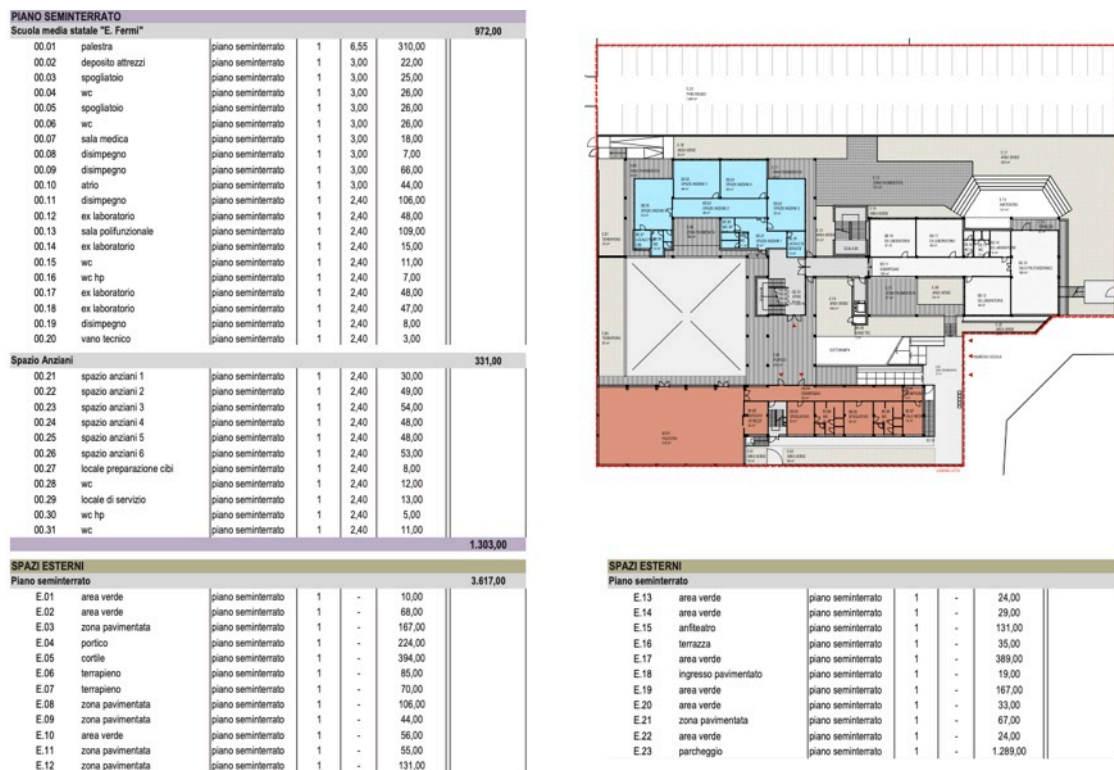 PIANO SEMINTERRATO
Scuola media statale "E. Fermi" 972,00
00.01 palestra piano seminterrato 1 6,55 310,00
00.02 deposito attrezzi piano seminterrato 1 3,00 22,00
00.03 spogliatoio piano seminterrato 1 3,00 25,00
00.04 wc piano seminterrato 1 3,00 26,00
00.05 spogliatoio piano seminterrato 1 3,00 26,00
00.06 wc piano seminterrato 1 3,00 26,00
00.07 sala medica piano seminterrato 1 3,00 18,00
00.08 disimpegno piano seminterrato 1 3,00 7,00
00.09 disimpegno piano seminterrato 1 3,00 66,00
00.10 atrio piano seminterrato 1 3,00 44,00
00.11 disimpegno piano seminterrato 1 2,40 106,00
00.12 ex laboratorio piano seminterrato 1 2,40 48,00
00.13 sala polifunzionale piano seminterrato 1 2,40 109,00
00.14 ex laboratorio piano seminterrato 1 2,40 15,00
00.15 wc piano seminterrato 1 2,40 11,00
00.16 wc hp piano seminterrato 1 2,40 7,00
00.17 ex laboratorio piano seminterrato 1 2,40 48,00
00.18 ex laboratorio piano seminterrato 1 2,40 47,00
00.19 disimpegno piano seminterrato 1 2,40 8,00
00.20 vano tecnico piano seminterrato 1 2,40 3,00
Spazio Anziani 331,00
00.21 spazio anziani 1 piano seminterrato 1 2,40 30,00
00.22 spazio anziani 2 piano seminterrato 1 2,40 49,00
00.23 spazio anziani 3 piano seminterrato 1 2,40 54,00
00.24 spazio anziani 4 piano seminterrato 1 2,40 48,00
00.25 spazio anziani 5 piano seminterrato 1 2,40 48,00
00.26 spazio anziani 6 piano seminterrato 1 2,40 53,00
00.27 locale preparazione cibi piano seminterrato 1 2,40 8,00
00.28 wc piano seminterrato 1 2,40 12,00
00.29 locale di servizio piano seminterrato 1 2,40 13,00
00.30 wc hp piano seminterrato 1 2,40 5,00
00.31 wc piano seminterrato 1 2,40 11,00
1.303,00
SPAZI ESTERNI
Piano seminterrato 3.617,00
E.01 area verde piano seminterrato 1 - 10,00
E.02 area verde piano seminterrato 1 - 68,00
E.03 zona pavimentata piano seminterrato 1 - 167,00
E.04 portico piano seminterrato 1 - 224,00
E.05 cortile piano seminterrato 1 - 394,00
E.06 terrapieno piano seminterrato 1 - 85,00
E.07 terrapieno piano seminterrato 1 - 70,00
E.08 zona pavimentata piano seminterrato 1 - 106,00
E.09 zona pavimentata piano seminterrato 1 - 44,00
E.10 area verde piano seminterrato 1 - 56,00
E.11 zona pavimentata piano seminterrato 1 - 55,00
E.12 zona pavimentata piano seminterrato 1 - 131,00
SPAZI ESTERNI
Piano seminterrato
E.13 area verde piano seminterrato 1 - 24,00
E.14 area verde piano seminterrato 1 - 29,00
E.15 anfiteatro piano seminterrato 1 - 131,00
E.16 terrazza piano seminterrato 1 - 35,00
E.17 area verde piano seminterrato 1 - 389,00
E.18 ingresso pavimentato piano seminterrato 1 - 19,00
E.19 area verde piano seminterrato 1 - 167,00
E.20 area verde piano seminterrato 1 - 33,00
E.21 zona pavimentata piano seminterrato 1 - 67,00
E.22 area verde piano seminterrato 1 - 24,00
E.23 parcheggio piano seminterrato 1 - 1.289,00